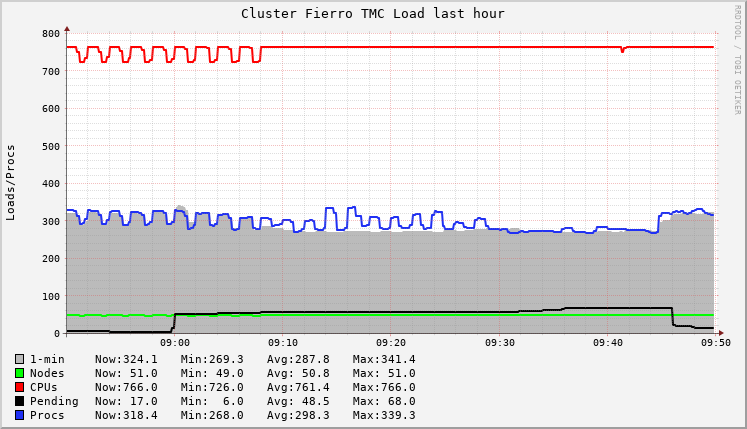 Cluster Fierro TMC Load last hour
RRDTOOL / TOBI OETIKER
Loads/Procs
800
700
600
500
400
300
200
100
0
09:00 09:10 09:20 09:30 09:40 09:50
1-min Now:324.1 Min:269.3 Avg:287.8 Max:341.4
Nodes Now: 51.0 Min: 49.0 Avg: 50.8 Max: 51.0
CPUs Now:766.0 Min:726.0 Avg:761.4 Max:766.0
Pending Now: 17.0 Min: 6.0 Avg: 48.5 Max: 68.0
Procs Now:318.4 Min:268.0 Avg:298.3 Max:339.3